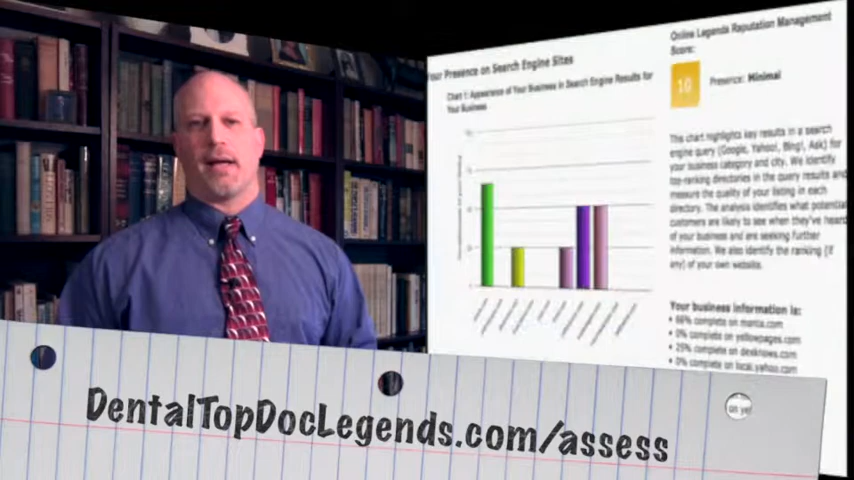 Your Presence on Search Engine Sites
Chart 1: Appearance of Your Business in Search Engine Results for
Your Business
Online Legends Reputation Management
Score:
10
Presence: Minimal
This chart highlights key results in a search
engine query (Google, Yahoo!, Bing!, Ask) for
your business category and city. We identify
top-ranking directories in the query results and
measure the quality of your listing in each
directory. The analysis identifies what potential
customers are likely to see when they've heard
of your business and are seeking further
information. We also identify the ranking (if
any) of your own website.
Your business information is:
• 66% complete on manta.com
• 0% complete on yellowpages.com
• 25% complete on dexknows.com
• 0% complete on local.yahoo.com
on yel
DentalTopDocLegends.com/assess